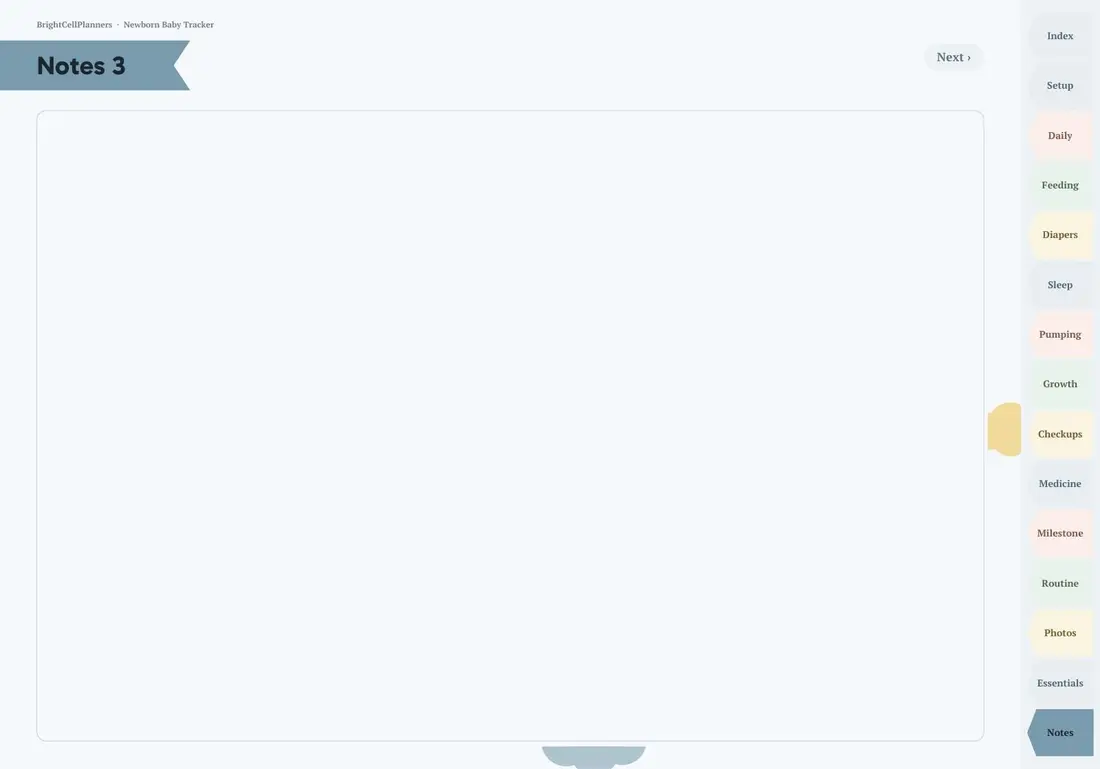 BrightCellPlanners · Newborn Baby Tracker
Notes 3
Next ›
Index
Setup
Daily
Feeding
Diapers
Sleep
Pumping
Growth
Checkups
Medicine
Milestone
Routine
Photos
Essentials
Notes